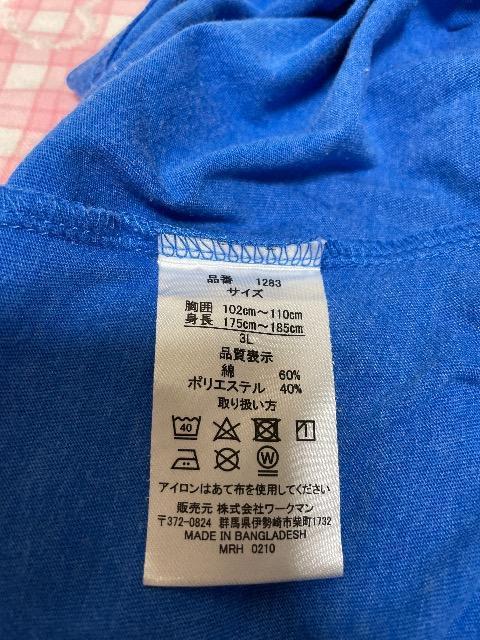 品番 1283
サイズ
胸囲 102cm～110cm
身長 175cm～185cm
3L
品質表示
綿 60%
ポリエステル 40%
取り扱い方
40
W
アイロンはあて布を使用してください
販売元 株式会社ワークマン
〒372-0824 群馬県伊勢崎市柴町1732
MADE IN BANGLADESH
MRH 0210